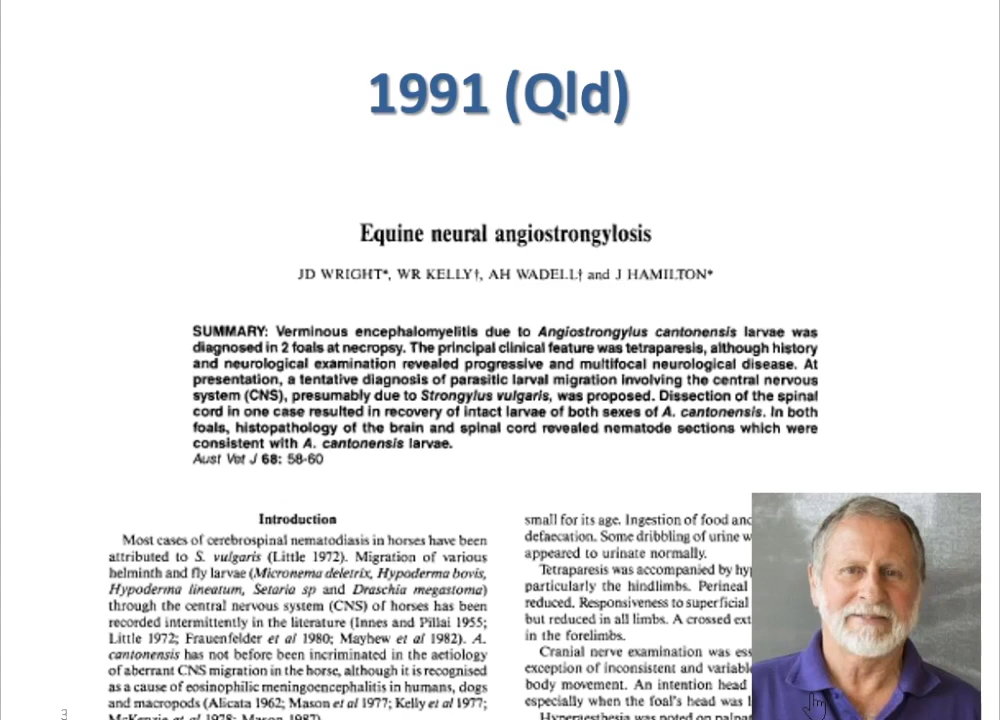 1991 (Qld)
Equine neural angiostrongylosis
JD WRIGHT*, WR KELLY†, AH WADELL† and J HAMILTON*
SUMMARY: Verminous encephalomyelitis due to Angiostrongylus cantonensis larvae was
diagnosed in 2 foals at necropsy. The principal clinical feature was tetraparesis, although history
and neurological examination revealed progressive and multifocal neurological disease. At
presentation, a tentative diagnosis of parasitic larval migration involving the central nervous
system (CNS), presumably due to Strongylus vulgaris, was proposed. Dissection of the spinal
cord in one case resulted in recovery of intact larvae of both sexes of A. cantonensis. In both
foals, histopathology of the brain and spinal cord revealed nematode sections which were
consistent with A. cantonensis larvae.
Aust Vet J 68: 58-60
Introduction
Most cases of cerebrospinal nematodiasis in horses have been
attributed to S. vulgaris (Little 1972). Migration of various
helminth and fly larvae (Micronema deletrix, Hypoderma bovis,
Hypoderma lineatum, Setaria sp and Draschia megastoma)
through the central nervous system (CNS) of horses has been
recorded intermittently in the literature (Innes and Pillai 1955;
Little 1972; Frauenfelder et al 1980; Mayhew et al 1982). A.
cantonensis has not before been incriminated in the aetiology
of aberrant CNS migration in the horse, although it is recognised
as a cause of eosinophilic meningoencephalitis in humans, dogs
and macropods (Alicata 1962; Mason et al 1977; Kelly et al 1977;
McKenzie et al 1978; Mason 1987).
small for its age. Ingestion of food and
defaecation. Some dribbling of urine w
appeared to urinate normally.
Tetraparesis was accompanied by hy
particularly the hindlimbs. Perineal
reduced. Responsiveness to superficial
but reduced in all limbs. A crossed ext
in the forelimbs.
Cranial nerve examination was ess
exception of inconsistent and variable
body movement. An intention head
especially when the foal's head was
Hyperaesthesia was noted on
3